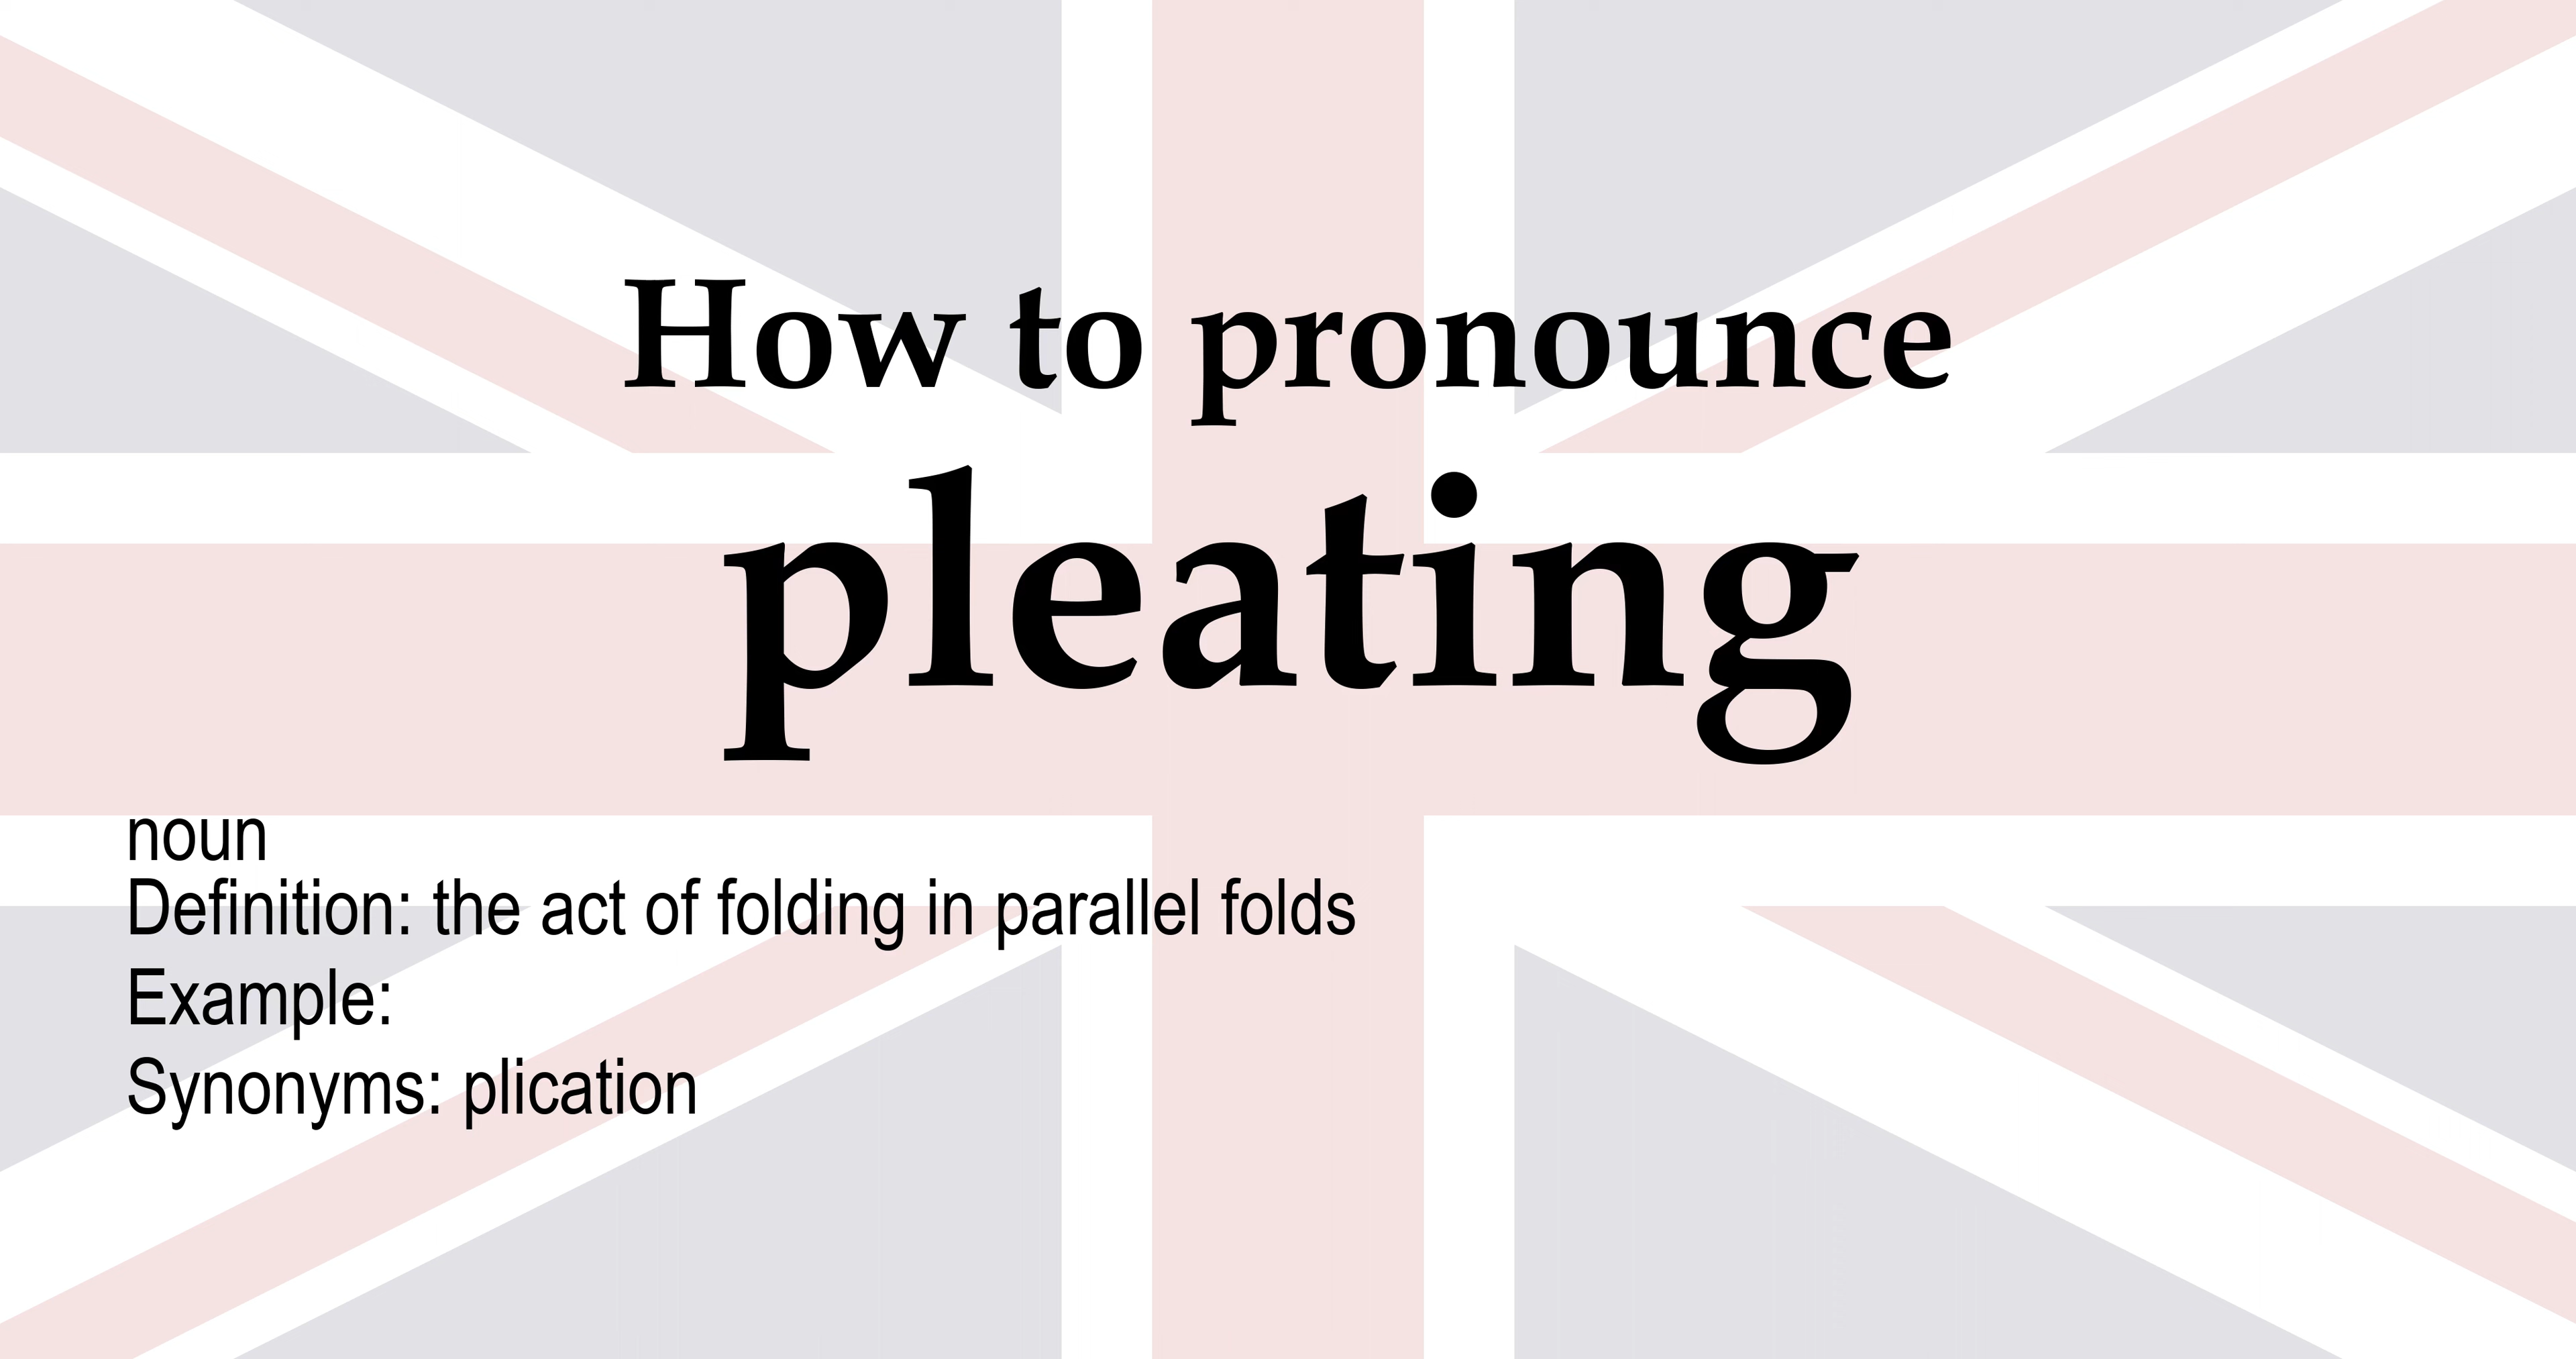 How to pronounce
pleating
noun
Definition: the act of folding in parallel folds
Example:
Synonyms: plication